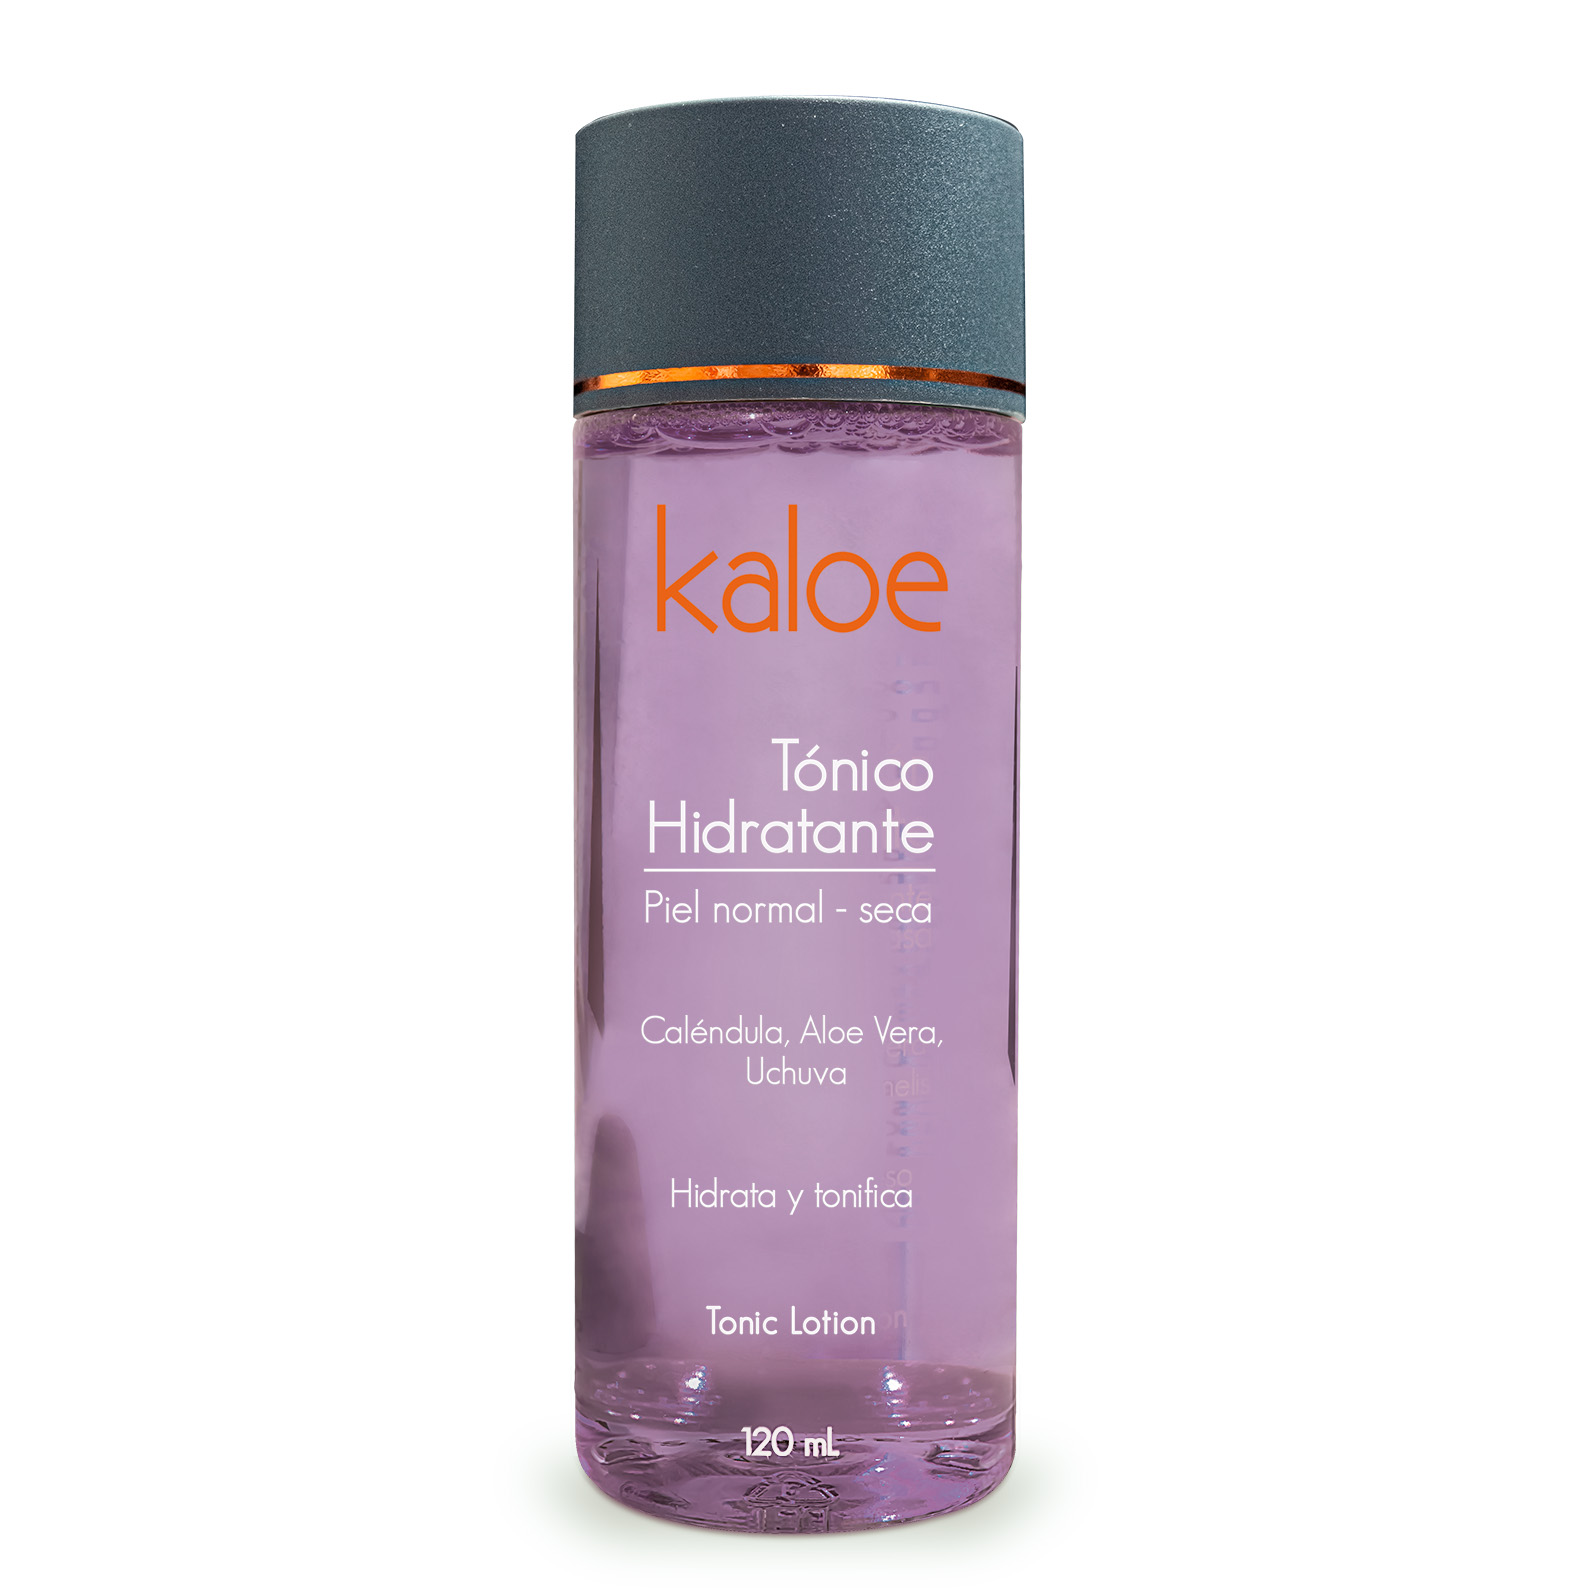 kaloe
Tónico
Hidratante
Piel normal - seca
Caléndula, Aloe Vera,
Uchuva
Hidrata y tonifica
Tonic Lotion
120 mL